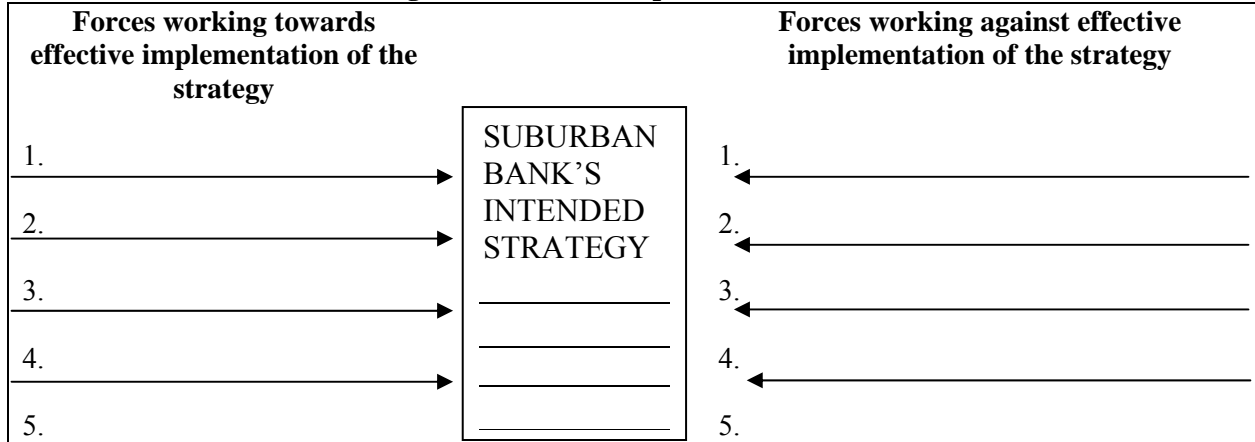 Forces working towards
effective implementation of the
strategy
Forces working against effective
implementation of the strategy
SUBURBAN
BANK’S
INTENDED
STRATEGY
1.
2.
3.
4.
5.
1.
2.
3.
4.
5.